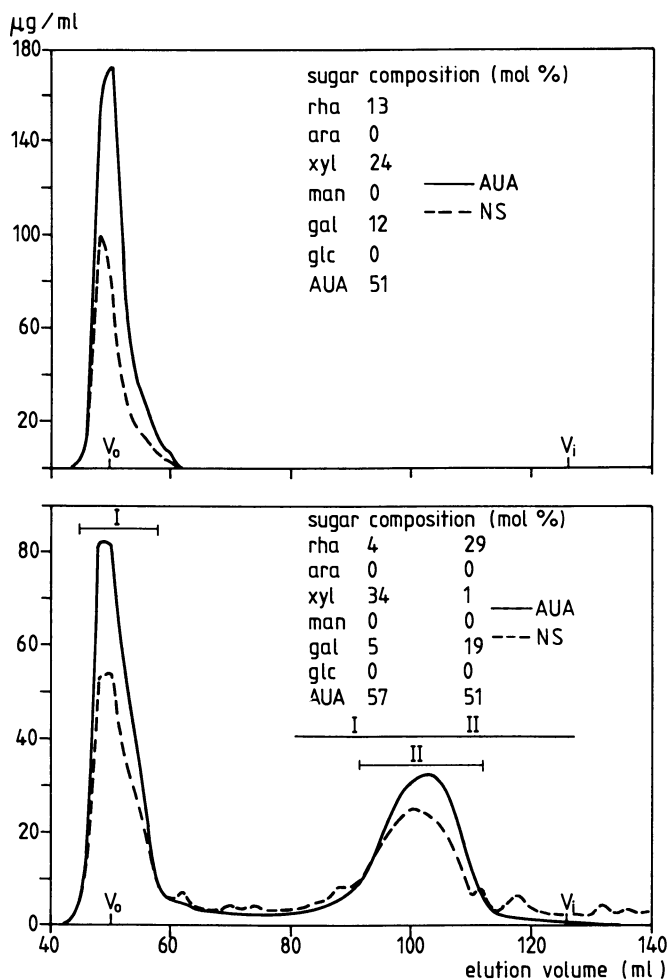 µg/ml
180
140
100
60
20
sugar composition (mol %)
rha 13
ara 0
xyl 24
man 0
gal 12
glc 0
AUA 51
AUA
NS
Vo
Vi
80
60
40
20
0
I
sugar composition (mol %)
rha 4 29
ara 0 0
xyl 34 1
man 0 0
gal 5 19
glc 0 0
AUA 57 51
AUA
NS
I II
II
Vo
Vi
40 60 80 100 120 140
elution volume (ml)